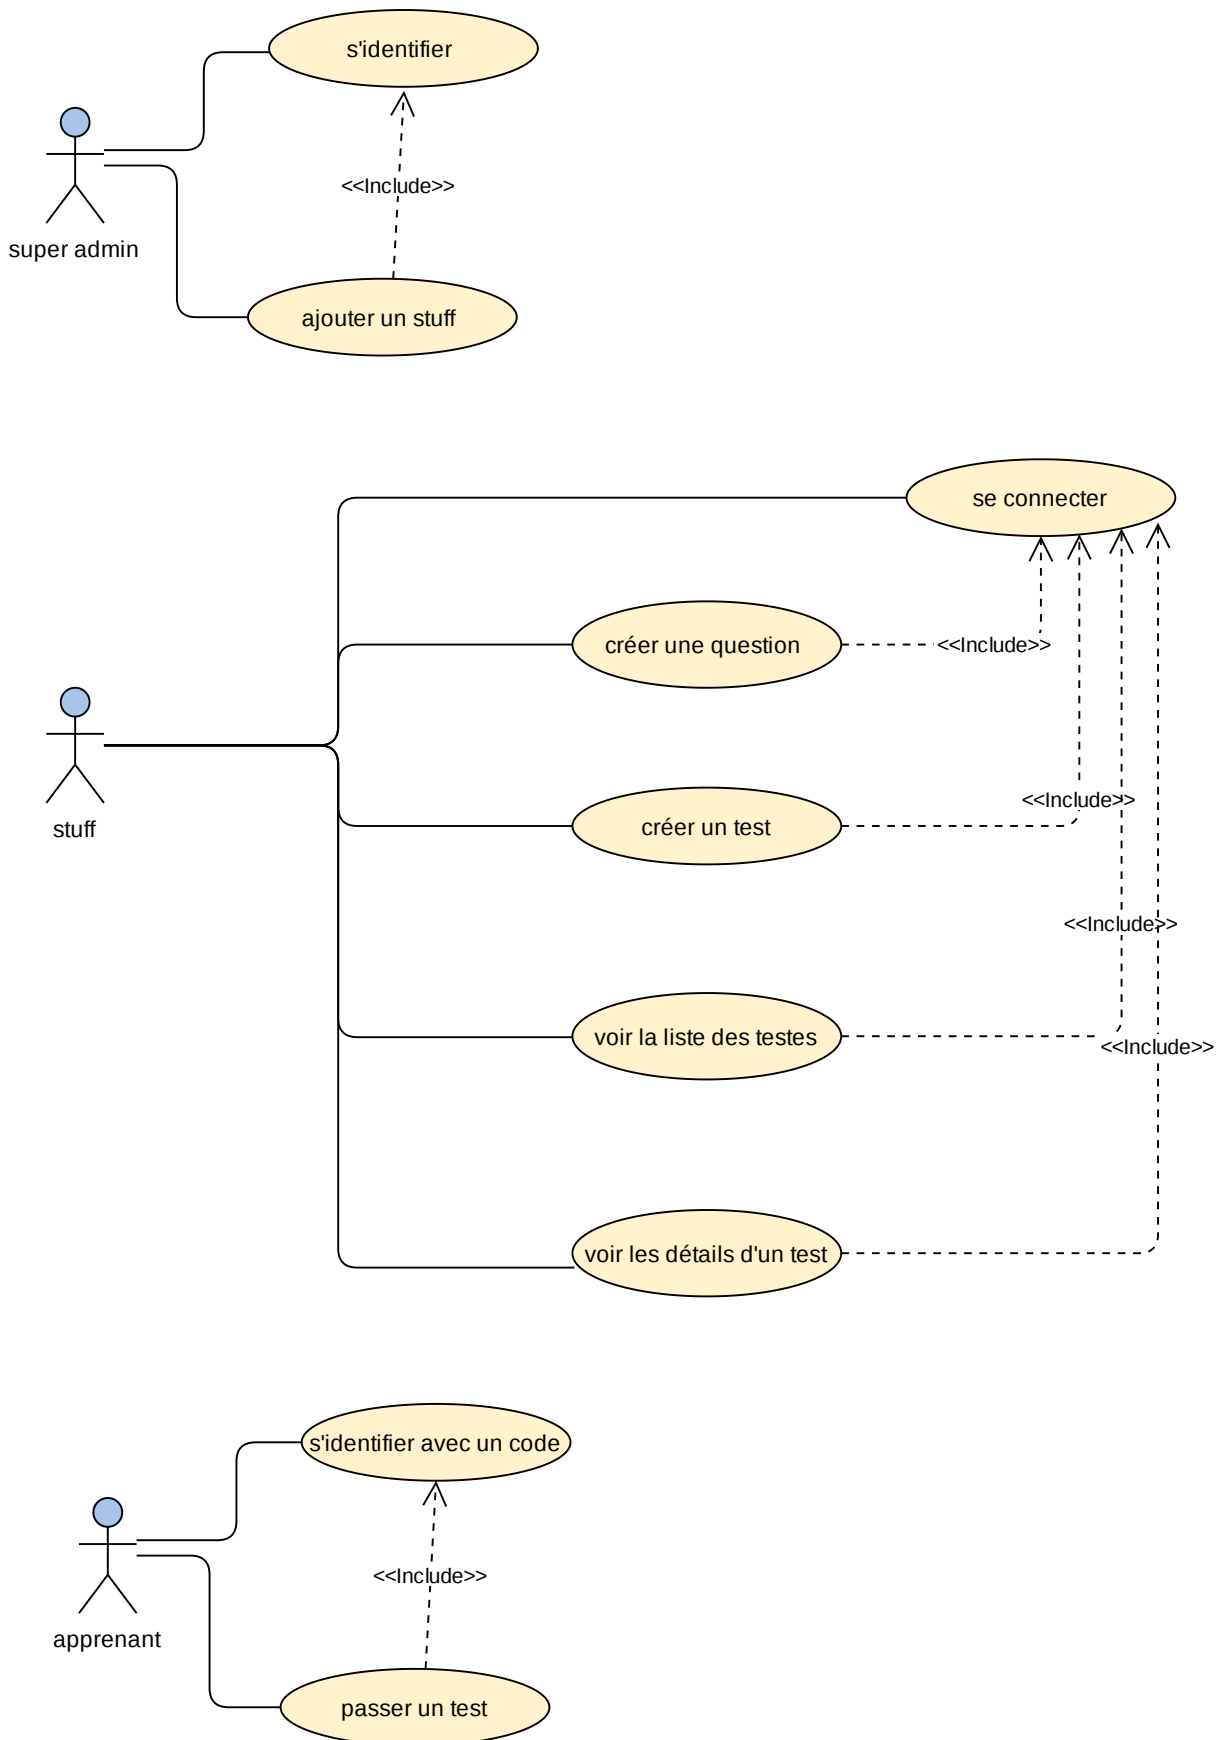 s'identifier
<<Include>>
super admin
ajouter un stuff
se connecter
créer une question
<<Include>>
stuff
créer un test
<<Include>>
<<Include>>
voir la liste des testes
<<Include>>
voir les détails d'un test
s'identifier avec un code
<<Include>>
apprenant
passer un test